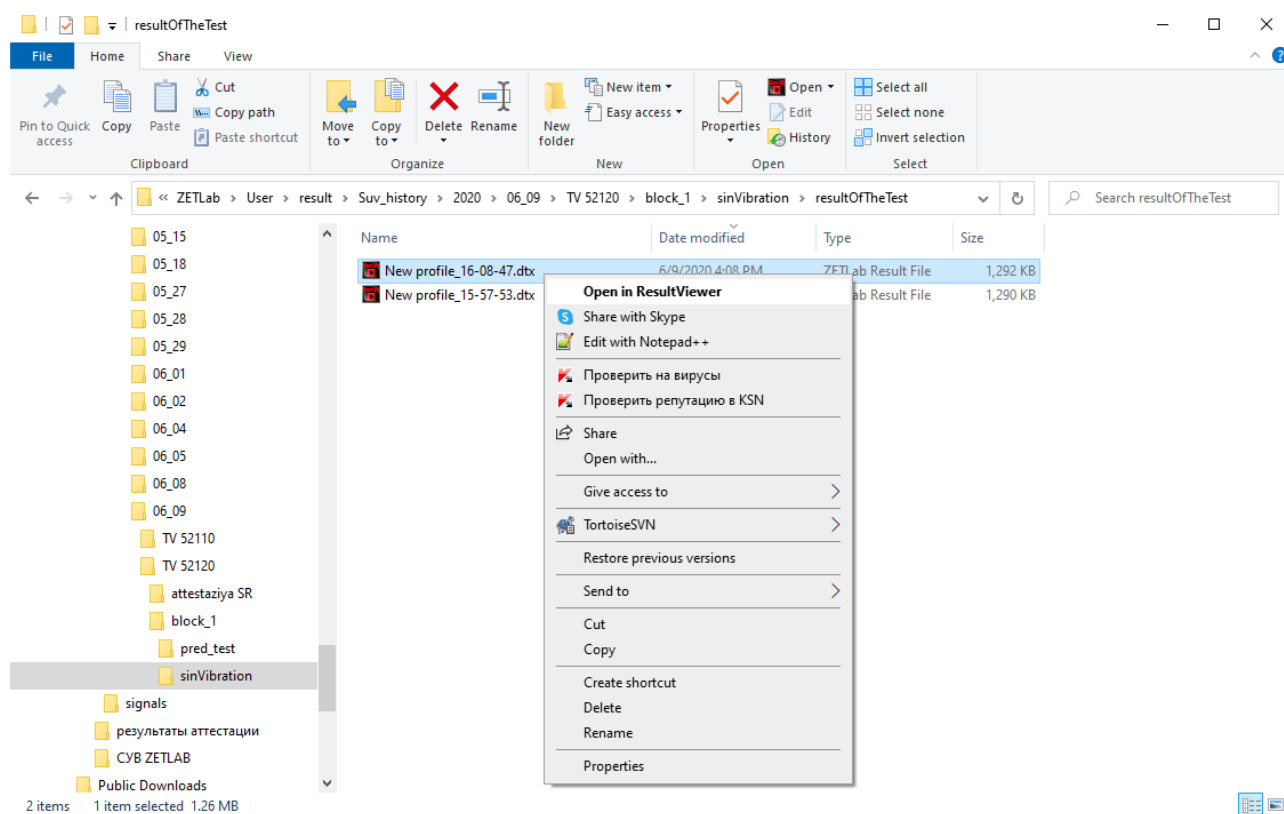 resultOfTheTest
File Home Share View
Pin to Quick access
Copy
Paste
Cut
Copy path
Paste shortcut
Clipboard
Move to
Copy to
Delete
Rename
Organize
New folder
New item
Easy access
New
Properties
Open
Edit
History
Open
Select all
Select none
Invert selection
Select
« ZETLab › User › result › Suv_history › 2020 › 06_09 › TV 52120 › block_1 › sinVibration › resultOfTheTest
Search resultOfTheTest
05_15
05_18
05_27
05_28
05_29
06_01
06_02
06_04
06_05
06_08
06_09
TV 52110
TV 52120
attestaziya SR
block_1
pred_test
sinVibration
signals
результаты аттестации
СУВ ZETLAB
Public Downloads
Name Date modified Type Size
New profile_16-08-47.dtx 6/9/2020 4:08 PM ZETLab Result File 1,292 KB
New profile_15-57-53.dtx ab Result File 1,290 KB
Open in ResultViewer
Share with Skype
Edit with Notepad++
Проверить на вирусы
Проверить репутацию в KSN
Share
Open with...
Give access to
TortoiseSVN
Restore previous versions
Send to
Cut
Copy
Create shortcut
Delete
Rename
Properties
2 items 1 item selected 1.26 MB